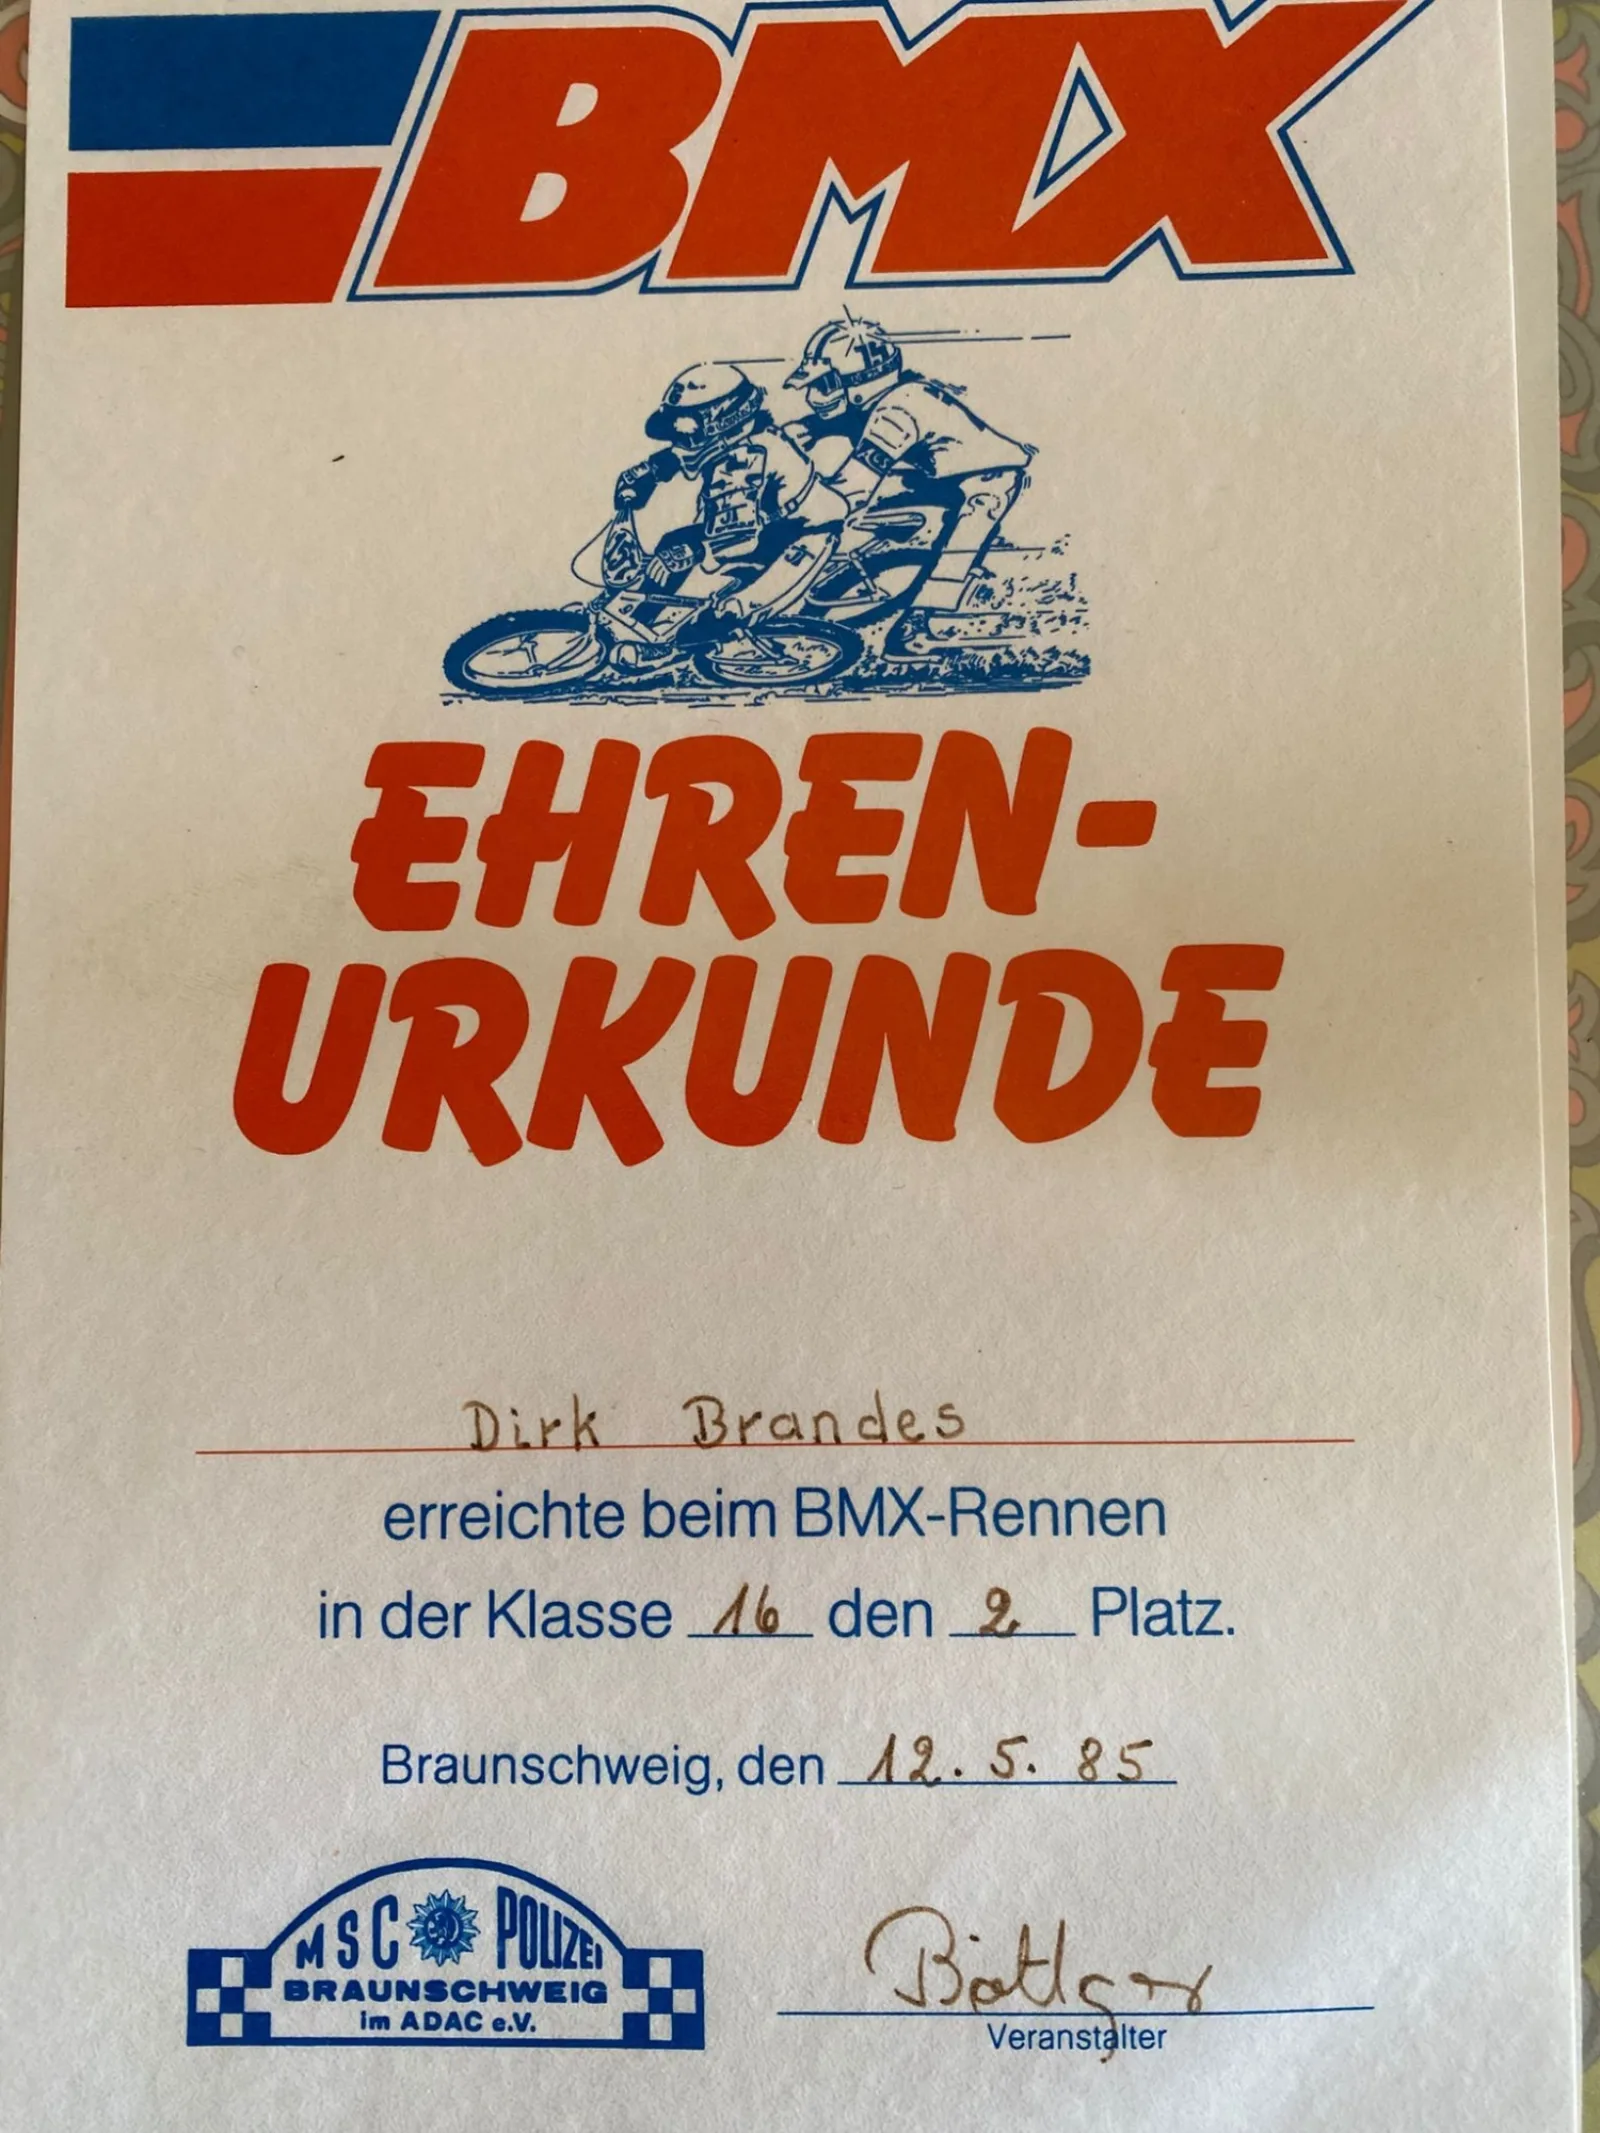 BMX
EHREN-
URKUNDE
Dirk Brandes
erreichte beim BMX-Rennen
in der Klasse 16 den 2 Platz.
Braunschweig, den 12. 5. 85
MSC POLIZEI
BRAUNSCHWEIG
im ADAC e.V.
Böttger
Veranstalter